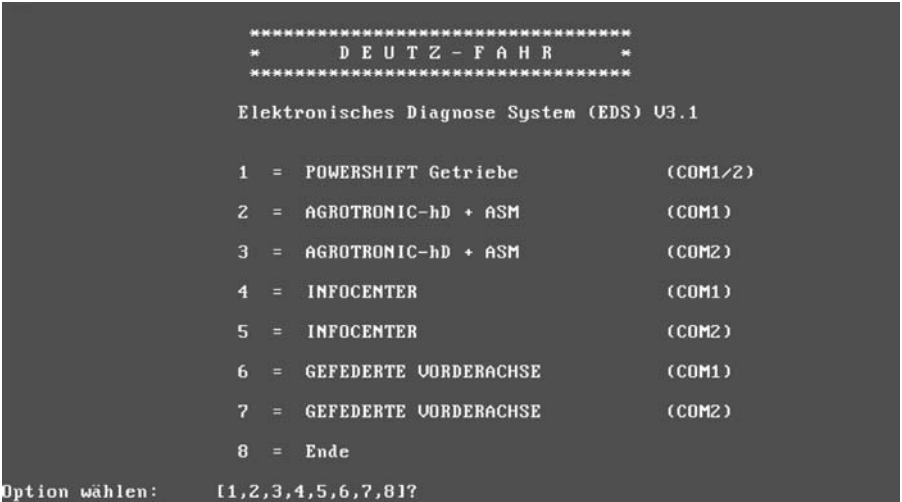 *********************************
* D E U T Z - F A H R *
*********************************
Elektronisches Diagnose System (EDS) V3.1
1 = POWERSHIFT Getriebe (COM1/2)
2 = AGROTRONIC-hD + ASM (COM1)
3 = AGROTRONIC-hD + ASM (COM2)
4 = INFOCENTER (COM1)
5 = INFOCENTER (COM2)
6 = GEFEDERTE VORDERACHSE (COM1)
7 = GEFEDERTE VORDERACHSE (COM2)
8 = Ende
Option wählen: [1,2,3,4,5,6,7,8]?